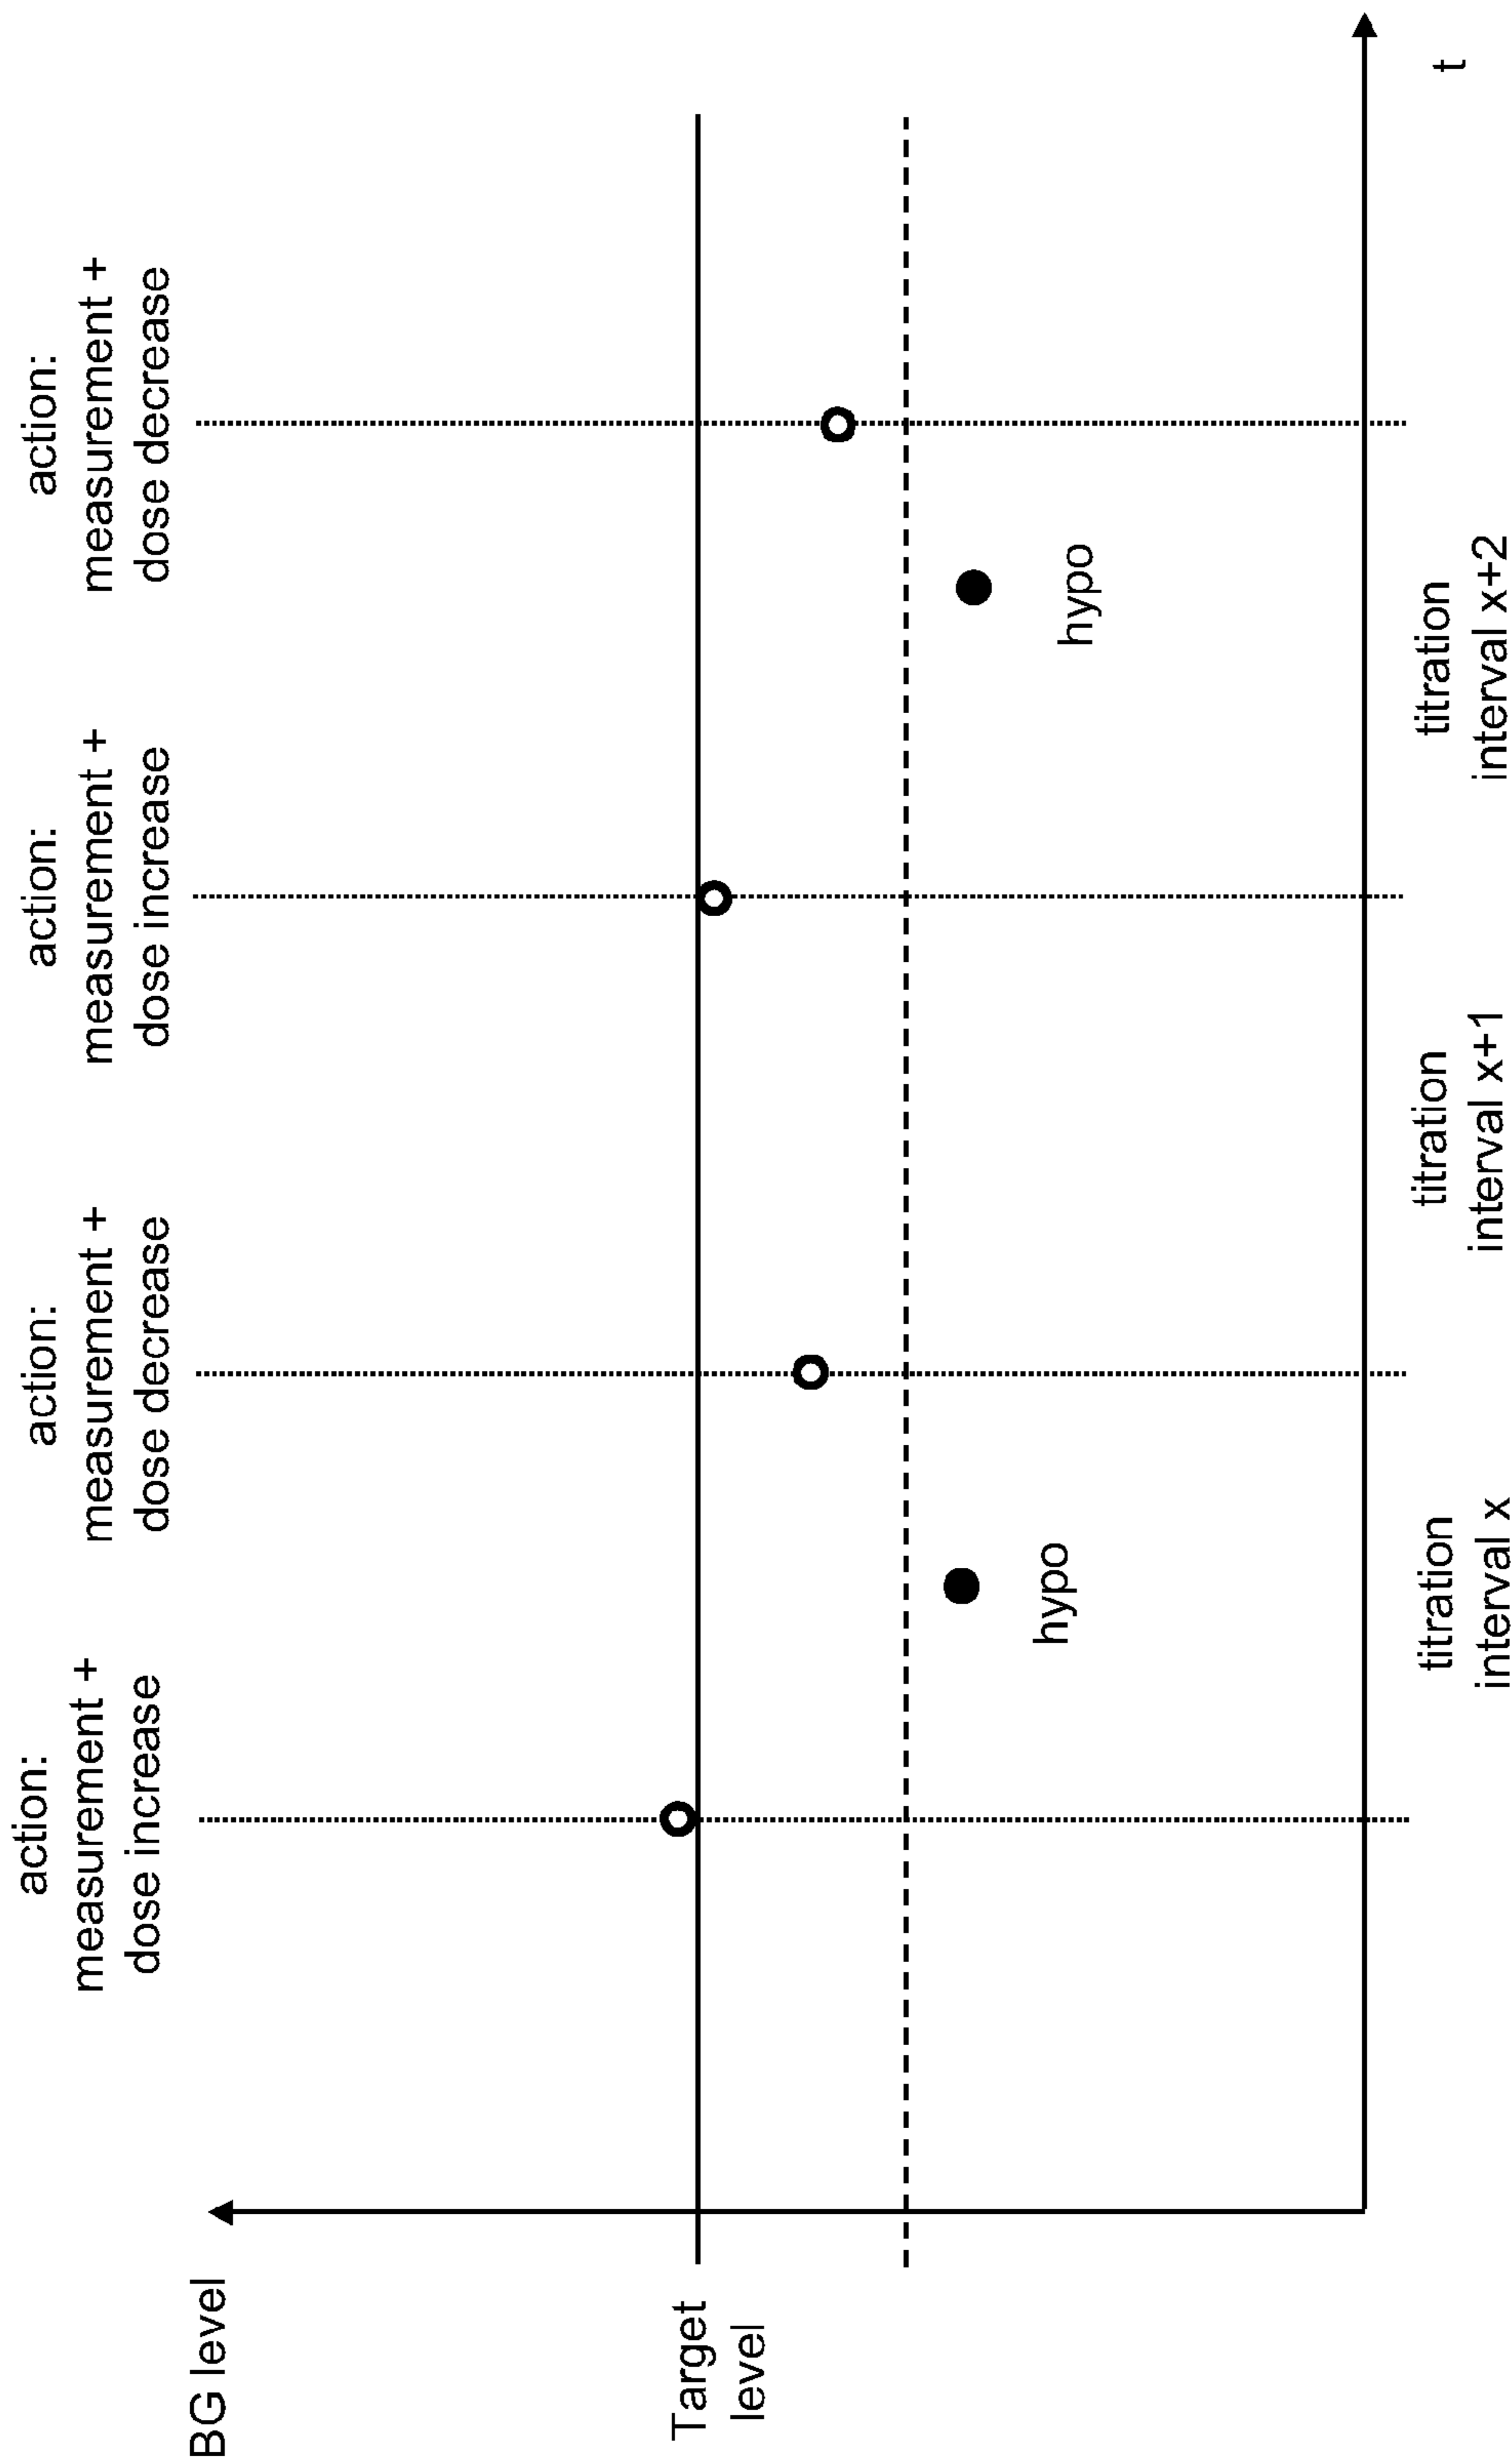 BG level
action:
measurement +
dose increase
action:
measurement +
dose decrease
action:
measurement +
dose increase
action:
measurement +
dose decrease
Target
level
hypo
hypo
t
titration
interval x
titration
interval x+1
titration
interval x+2